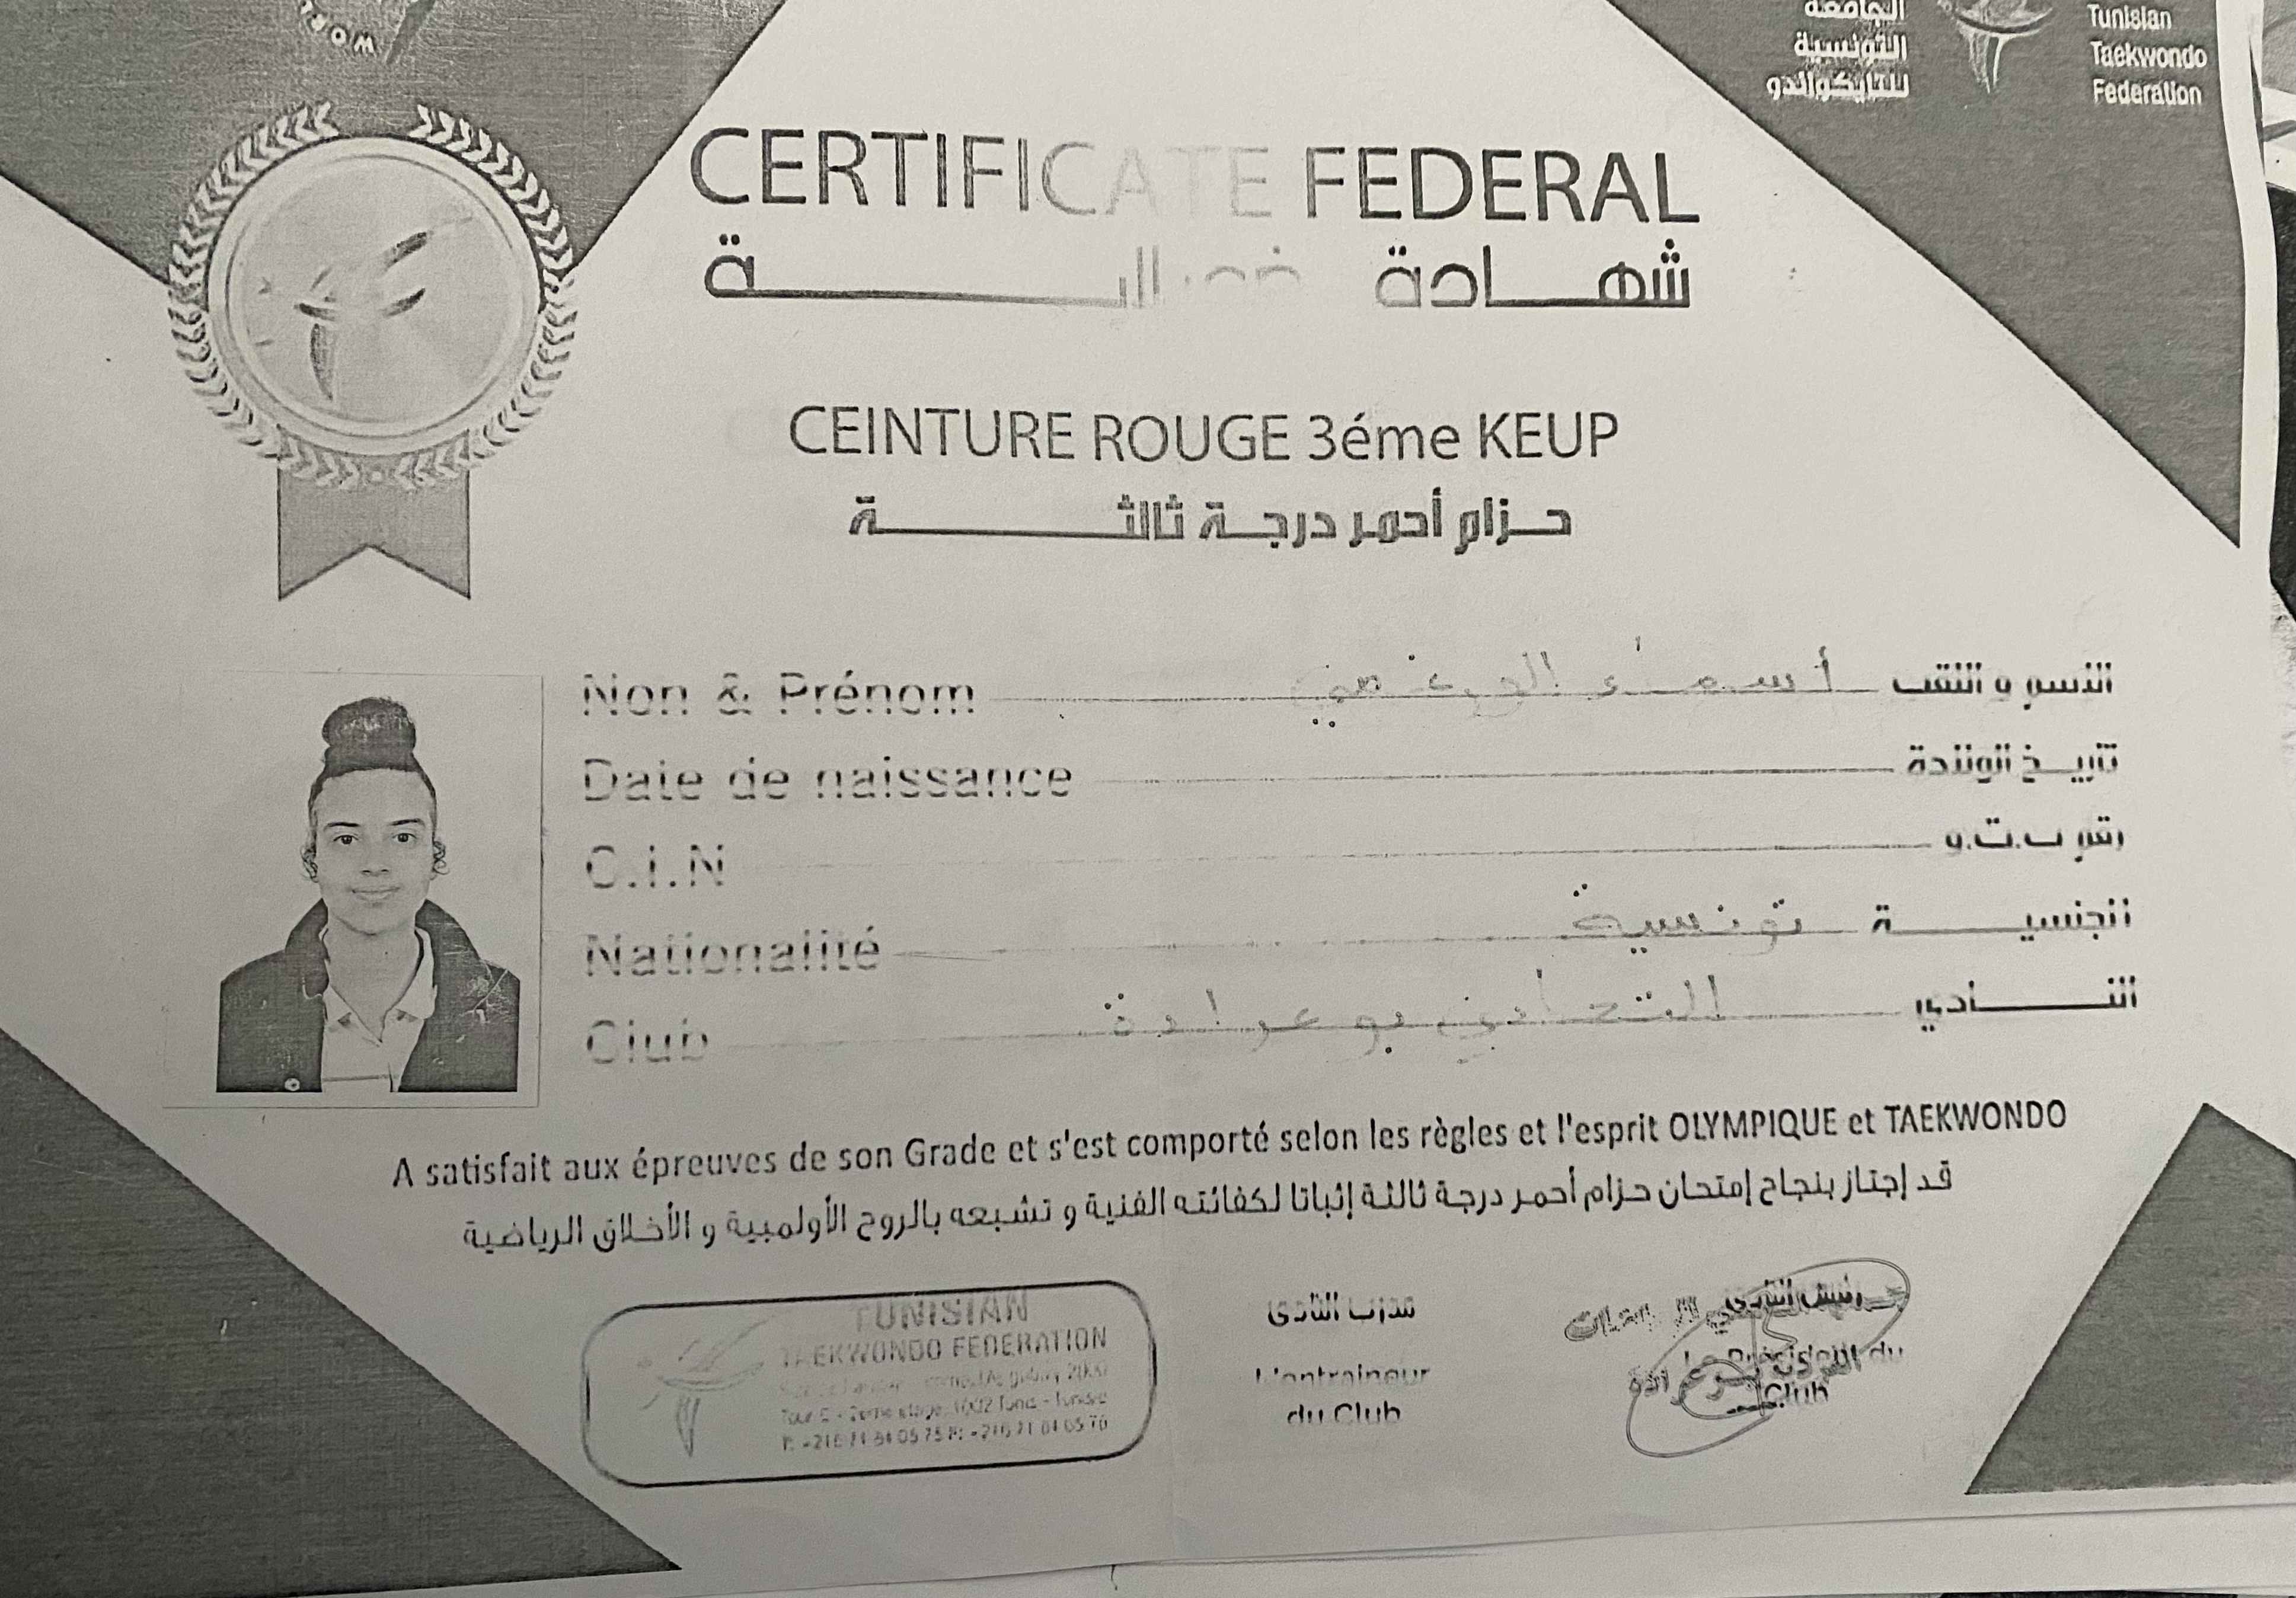 WOR
الجامعة
التونسية
للتايكواندو
Tunisian
Taekwondo
Federation
CERTIFICATE FEDERAL
شهادة
CEINTURE ROUGE 3éme KEUP
حزام أحمر درجة ثالثة
Non & Prénom
أسماء
الاسم و اللقب
Date de naissance
تاريخ الولادة
C.I.N
رقم ب.ت.و
Nationalité تونسية الجنسية
Club
بوعرادة النادي
A satisfait aux épreuves de son Grade et s'est comporté selon les règles et l'esprit OLYMPIQUE et TAEKWONDO
قد إجتاز بنجاح إمتحان حزام أحمر درجة ثالثة إثباتا لكفائته الفنية و تشبعه بالروح الأولمبية و الأخلاق الرياضية
TUNISIAN
TAEKWONDO FEDERATION
مدرب النادي
L'entraineur
du Club
رئيس النادي
Le Président du
Club